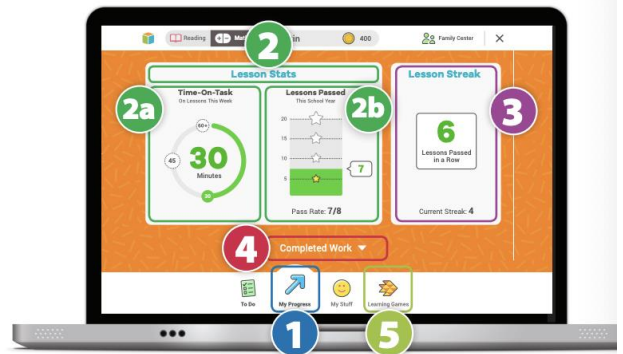 Reading
Mat
in
400
Family Center
2
Lesson Stats
Lesson Streak
2a
Time-On-Task
On Lessons This Week
60+
45
30
Minutes
30
Lessons Passed
This School Year
2b
20
15
10
5
7
Pass Rate: 7/8
3
6
Lessons Passed
in a Row
Current Streak: 4
4
Completed Work
To Do
My Progress
My Stuff
Learning Games
1
5